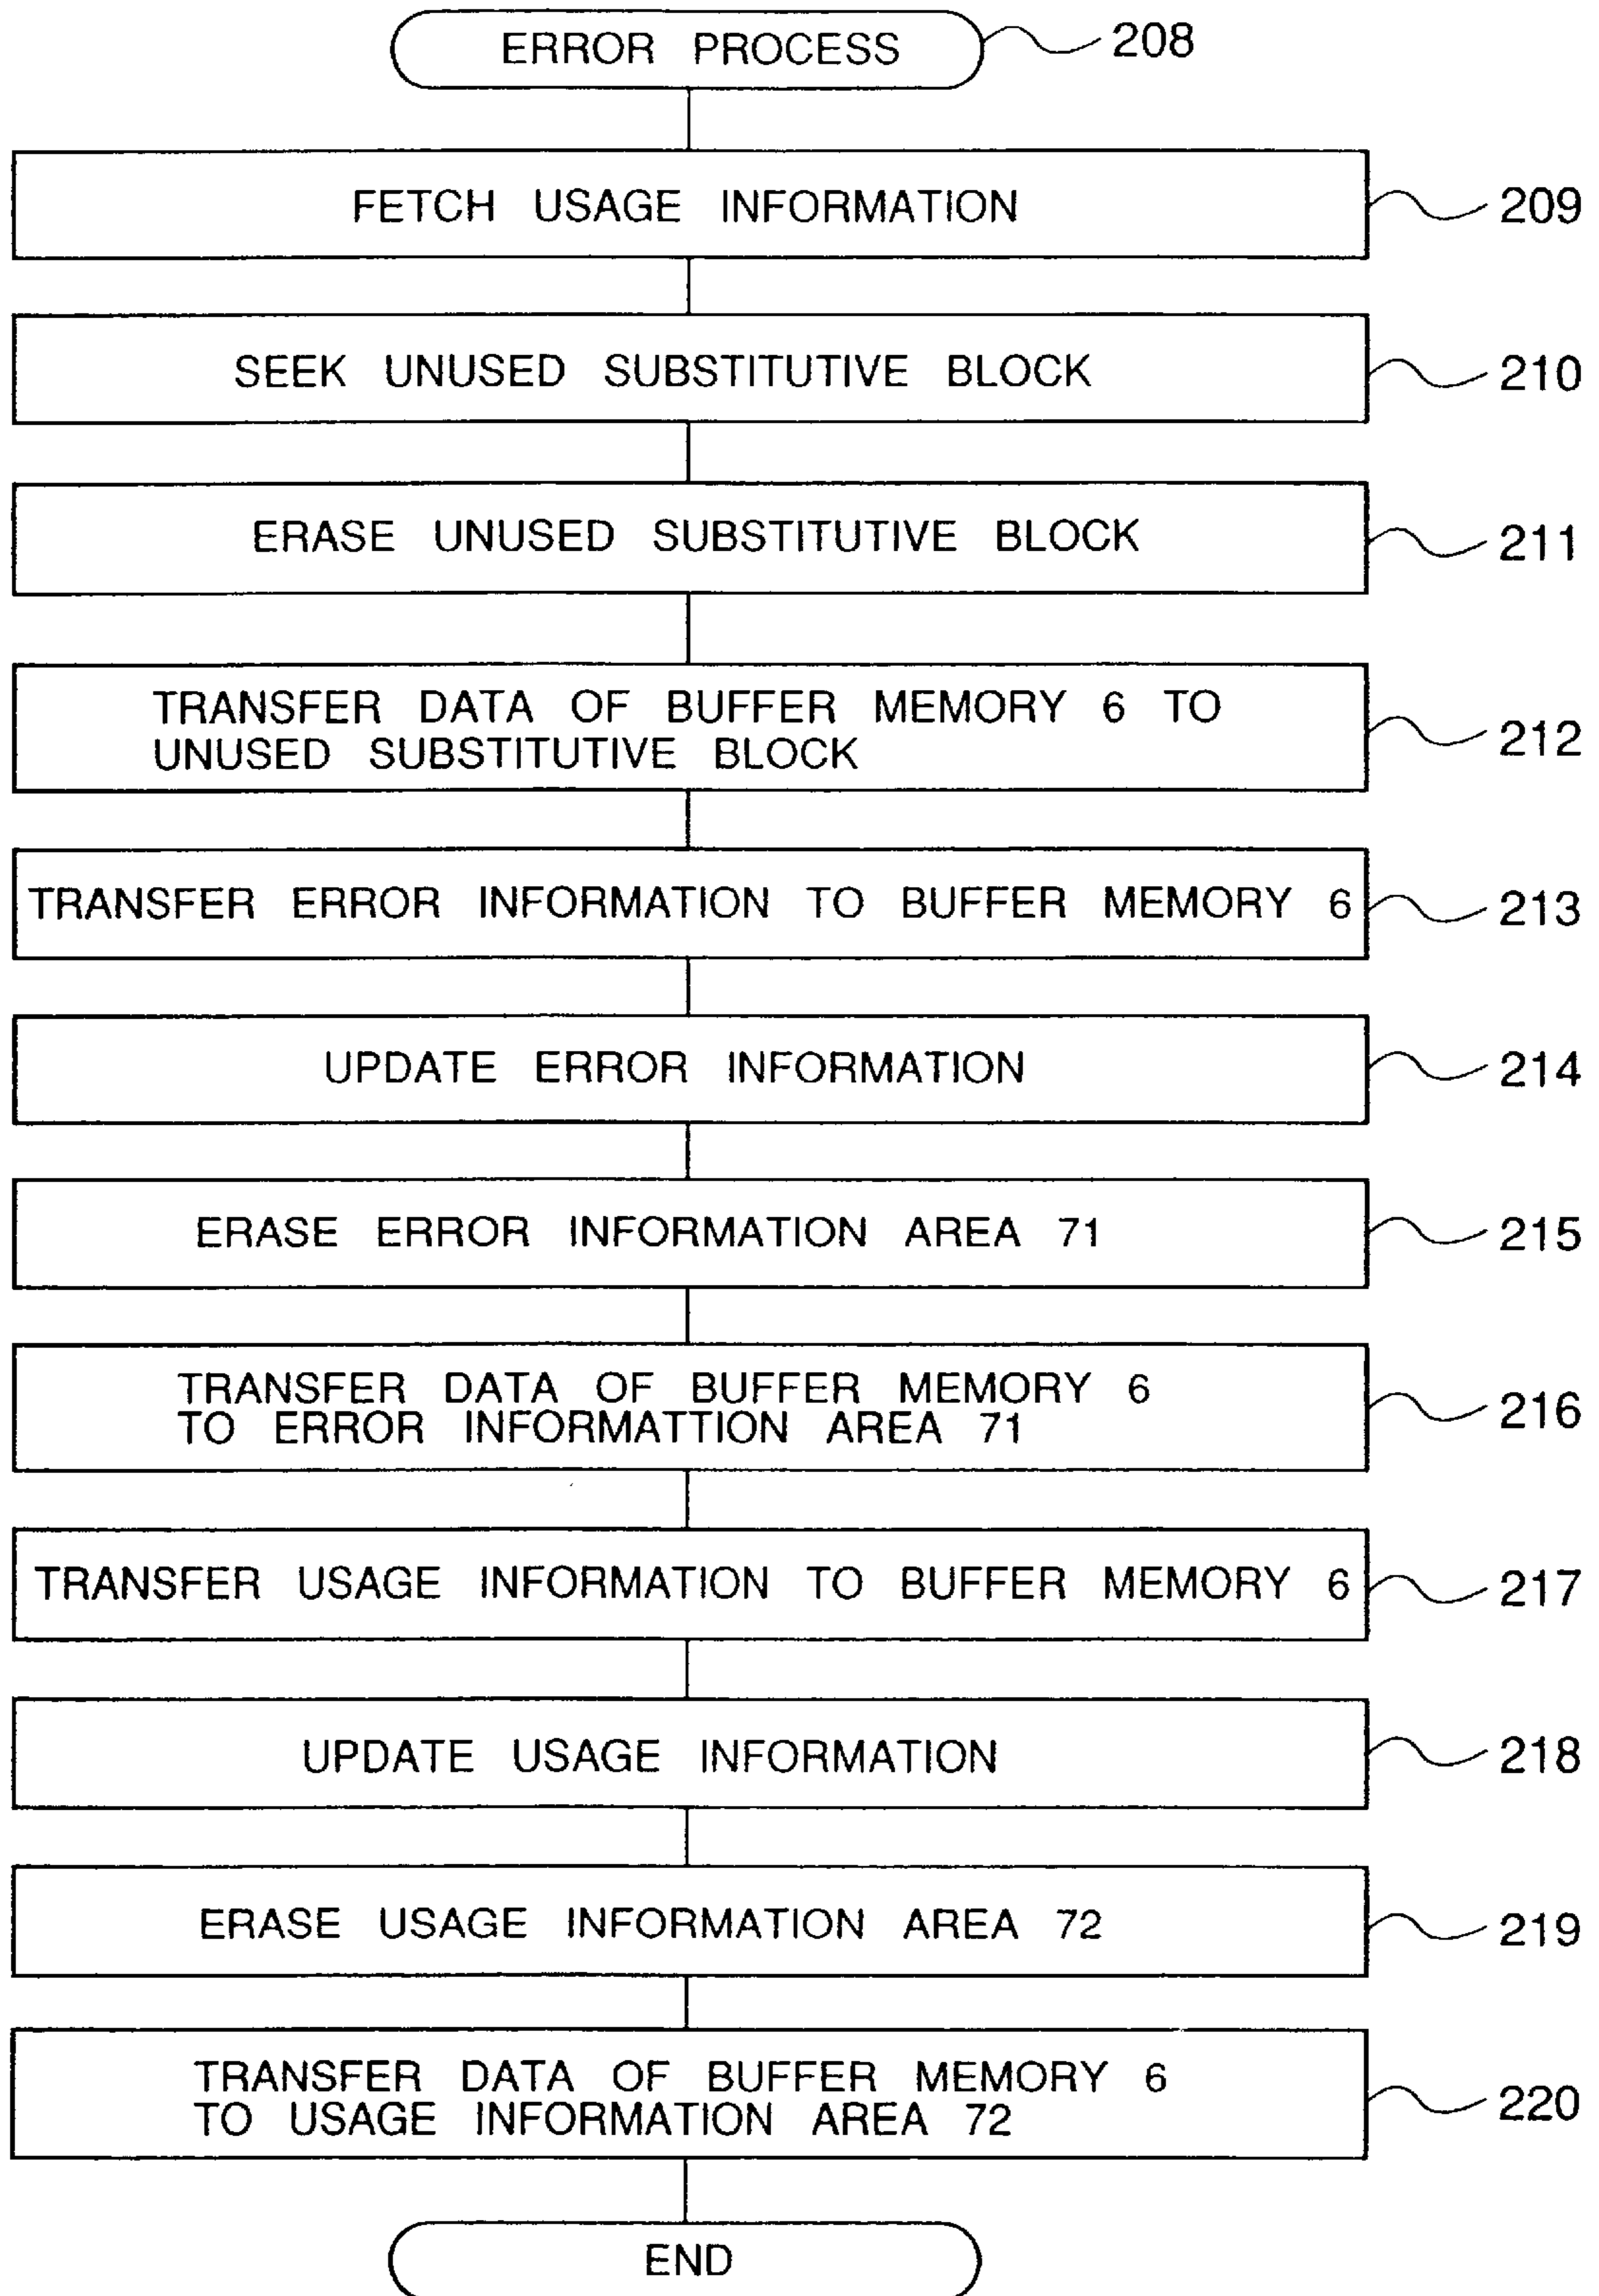 ERROR PROCESS 208
FETCH USAGE INFORMATION 209
SEEK UNUSED SUBSTITUTIVE BLOCK 210
ERASE UNUSED SUBSTITUTIVE BLOCK 211
TRANSFER DATA OF BUFFER MEMORY 6 TO
UNUSED SUBSTITUTIVE BLOCK 212
TRANSFER ERROR INFORMATION TO BUFFER MEMORY 6 213
UPDATE ERROR INFORMATION 214
ERASE ERROR INFORMATION AREA 71 215
TRANSFER DATA OF BUFFER MEMORY 6
TO ERROR INFORMATTION AREA 71 216
TRANSFER USAGE INFORMATION TO BUFFER MEMORY 6 217
UPDATE USAGE INFORMATION 218
ERASE USAGE INFORMATION AREA 72 219
TRANSFER DATA OF BUFFER MEMORY 6
TO USAGE INFORMATION AREA 72 220
END